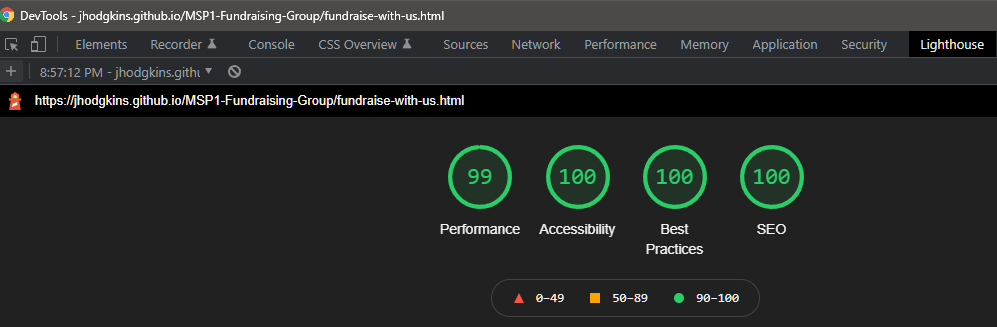 DevTools - jhodgkins.github.io/MSP1-Fundraising-Group/fundraise-with-us.html
Elements Recorder Console CSS Overview Sources Network Performance Memory Application Security Lighthouse
+ 8:57:12 PM - jhodgkins.githu
https://jhodgkins.github.io/MSP1-Fundraising-Group/fundraise-with-us.html
99 100 100 100
Performance Accessibility Best Practices SEO
0–49 50–89 90–100